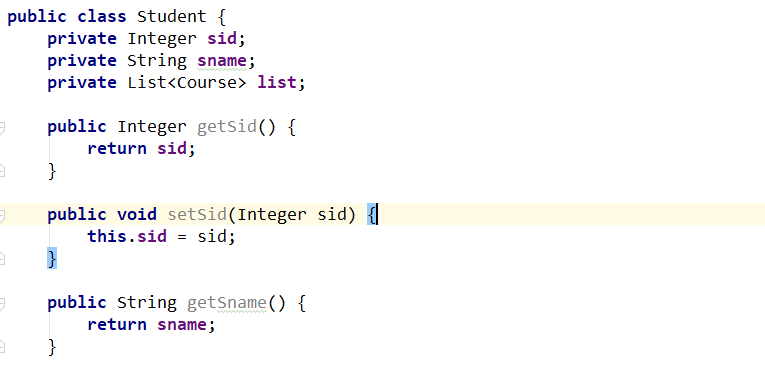 public class Student {
    private Integer sid;
    private String sname;
    private List<Course> list;
    public Integer getSid() {
        return sid;
    }
    public void setSid(Integer sid) {
        this.sid = sid;
    }
    public String getSname() {
        return sname;
    }